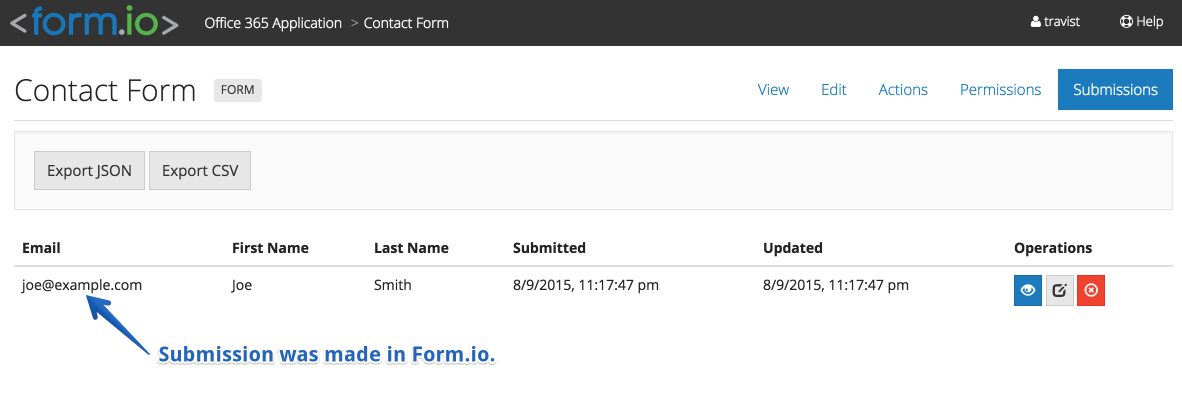 <form.io> Office 365 Application > Contact Form travist Help
Contact Form FORM View Edit Actions Permissions Submissions
Export JSON Export CSV
Email First Name Last Name Submitted Updated Operations
joe@example.com Joe Smith 8/9/2015, 11:17:47 pm 8/9/2015, 11:17:47 pm
Submission was made in Form.io.